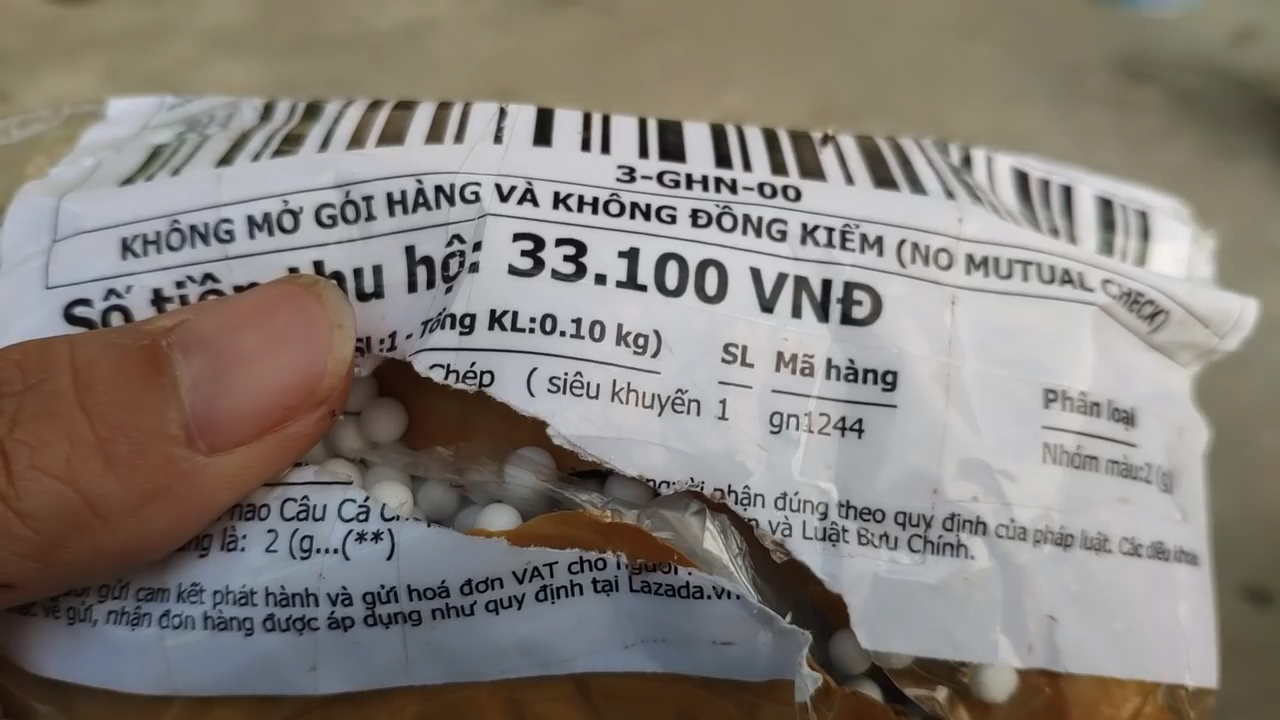 3-GHN-00
KHÔNG MỞ GÓI HÀNG VÀ KHÔNG ĐỒNG KIỂM (NO MUTUAL CHECK)
Số tiền thu hộ: 33.100 VNĐ
SL:1 - Tổng KL:0.10 kg)
SL Mã hàng Phân loại
Chép ( siêu khuyến 1 gn1244 Nhóm màu:2 (g
nhận đúng theo quy định của pháp luật. Các điều khoản
và Luật Bưu Chính.
Câu Cá
là: 2 (g...(**)
gửi cam kết phát hành và gửi hoá đơn VAT cho người
về gửi, nhận đơn hàng được áp dụng như quy định tại Lazada.vn.